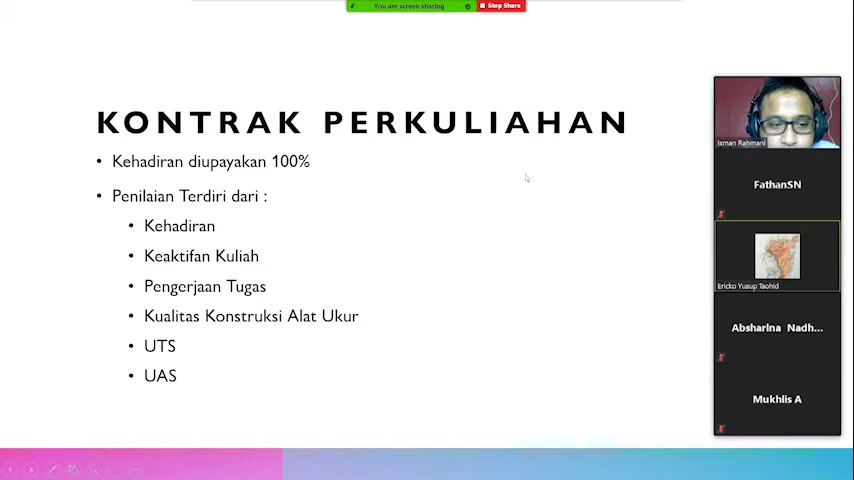 You are screen sharing
Stop Share
KONTRAK PERKULIAHAN
• Kehadiran diupayakan 100%
• Penilaian Terdiri dari :
• Kehadiran
• Keaktifan Kuliah
• Pengerjaan Tugas
• Kualitas Konstruksi Alat Ukur
• UTS
• UAS
Isman Rahmani
FathanSN
Ericko Yusup Taohid
Absharina Nadh...
Mukhlis A